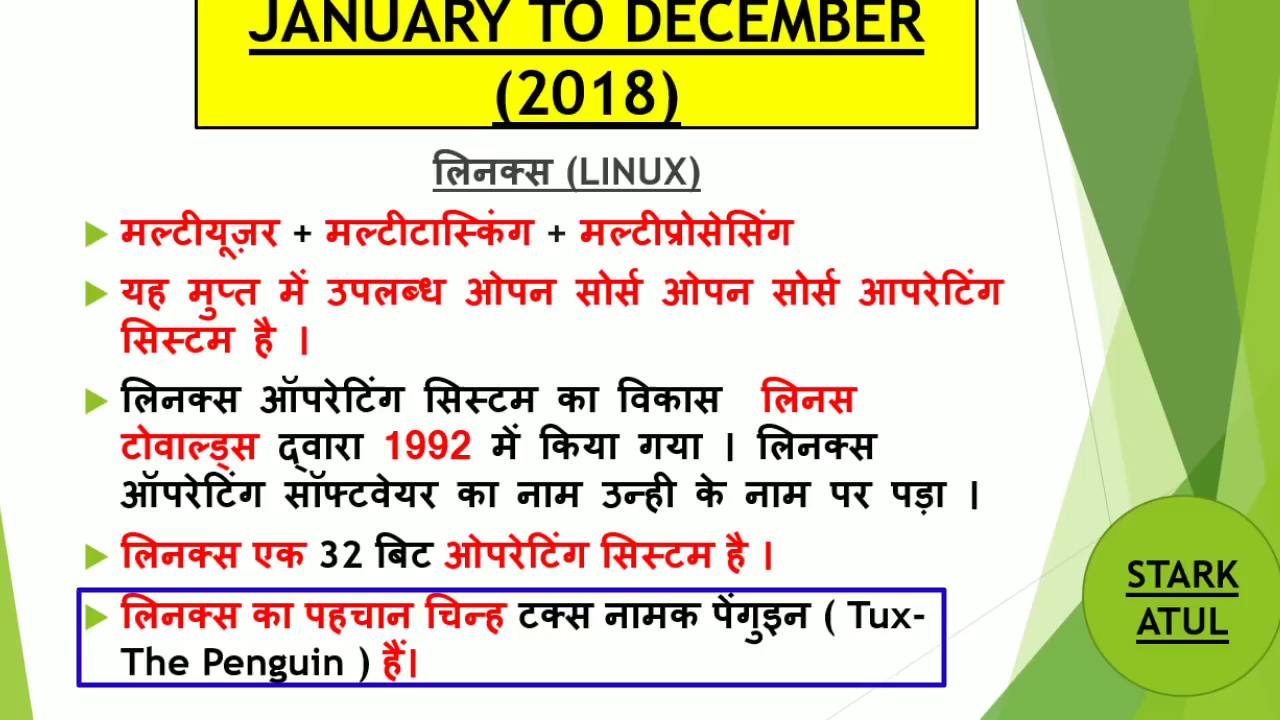 JANUARY TO DECEMBER
(2018)
लिनक्स (LINUX)
मल्टीयूज़र + मल्टीटास्किंग + मल्टीप्रोसेसिंग
यह मुप्त में उपलब्ध ओपन सोर्स ओपन सोर्स आपरेटिंग
सिस्टम है ।
लिनक्स ऑपरेटिंग सिस्टम का विकास लिनस
टोवाल्ड्स द्वारा 1992 में किया गया । लिनक्स
ऑपरेटिंग सॉफ्टवेयर का नाम उन्ही के नाम पर पड़ा ।
लिनक्स एक 32 बिट ओपरेटिंग सिस्टम है ।
लिनक्स का पहचान चिन्ह टक्स नामक पेंगुइन ( Tux-
The Penguin ) हैं।
STARK
ATUL